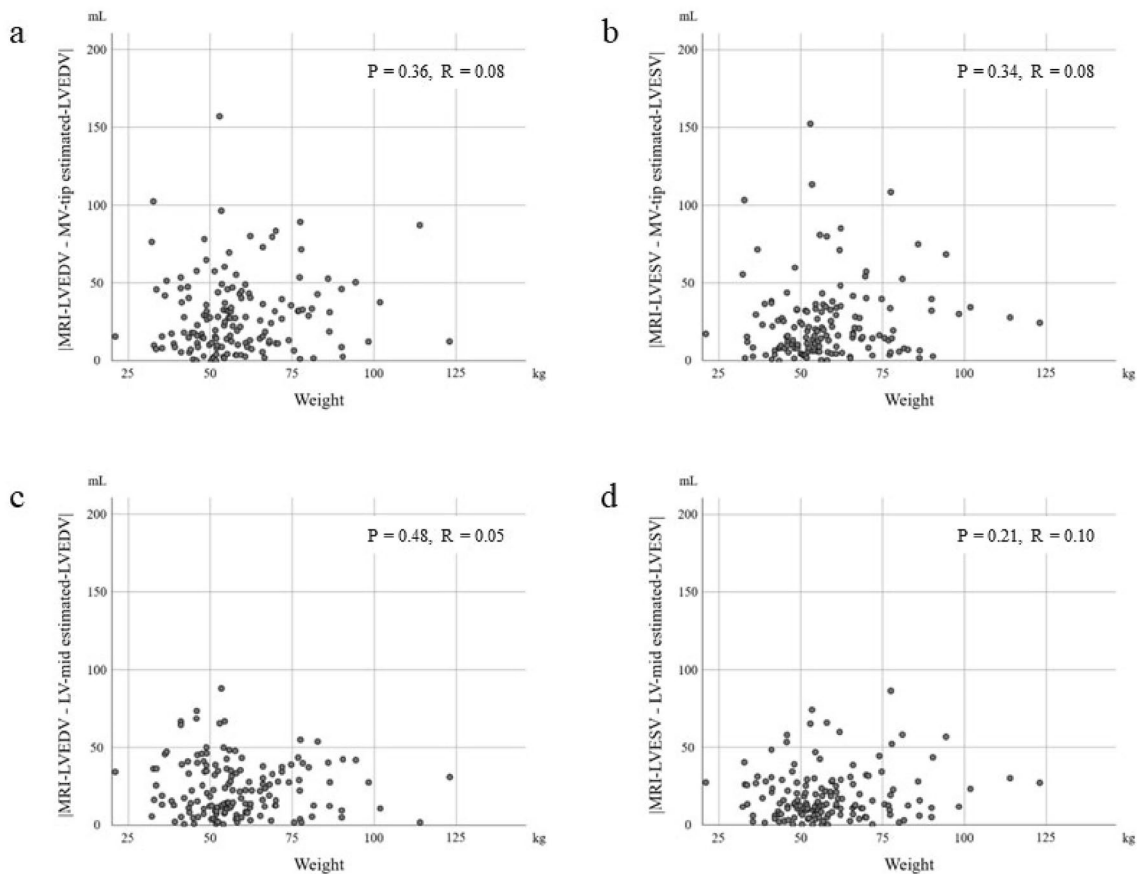 a
mL
|MRI-LVEDV - MV-tip estimated-LVEDV|
200
150
100
50
0
P = 0.36, R = 0.08
25 50 75 100 125 kg
Weight
b
mL
|MRI-LVESV - MV-tip estimated-LVESV|
200
150
100
50
0
P = 0.34, R = 0.08
25 50 75 100 125 kg
Weight
c
mL
|MRI-LVEDV - LV-mid estimated-LVEDV|
200
150
100
50
0
P = 0.48, R = 0.05
25 50 75 100 125 kg
Weight
d
mL
|MRI-LVESV - LV-mid estimated-LVESV|
200
150
100
50
0
P = 0.21, R = 0.10
25 50 75 100 125 kg
Weight